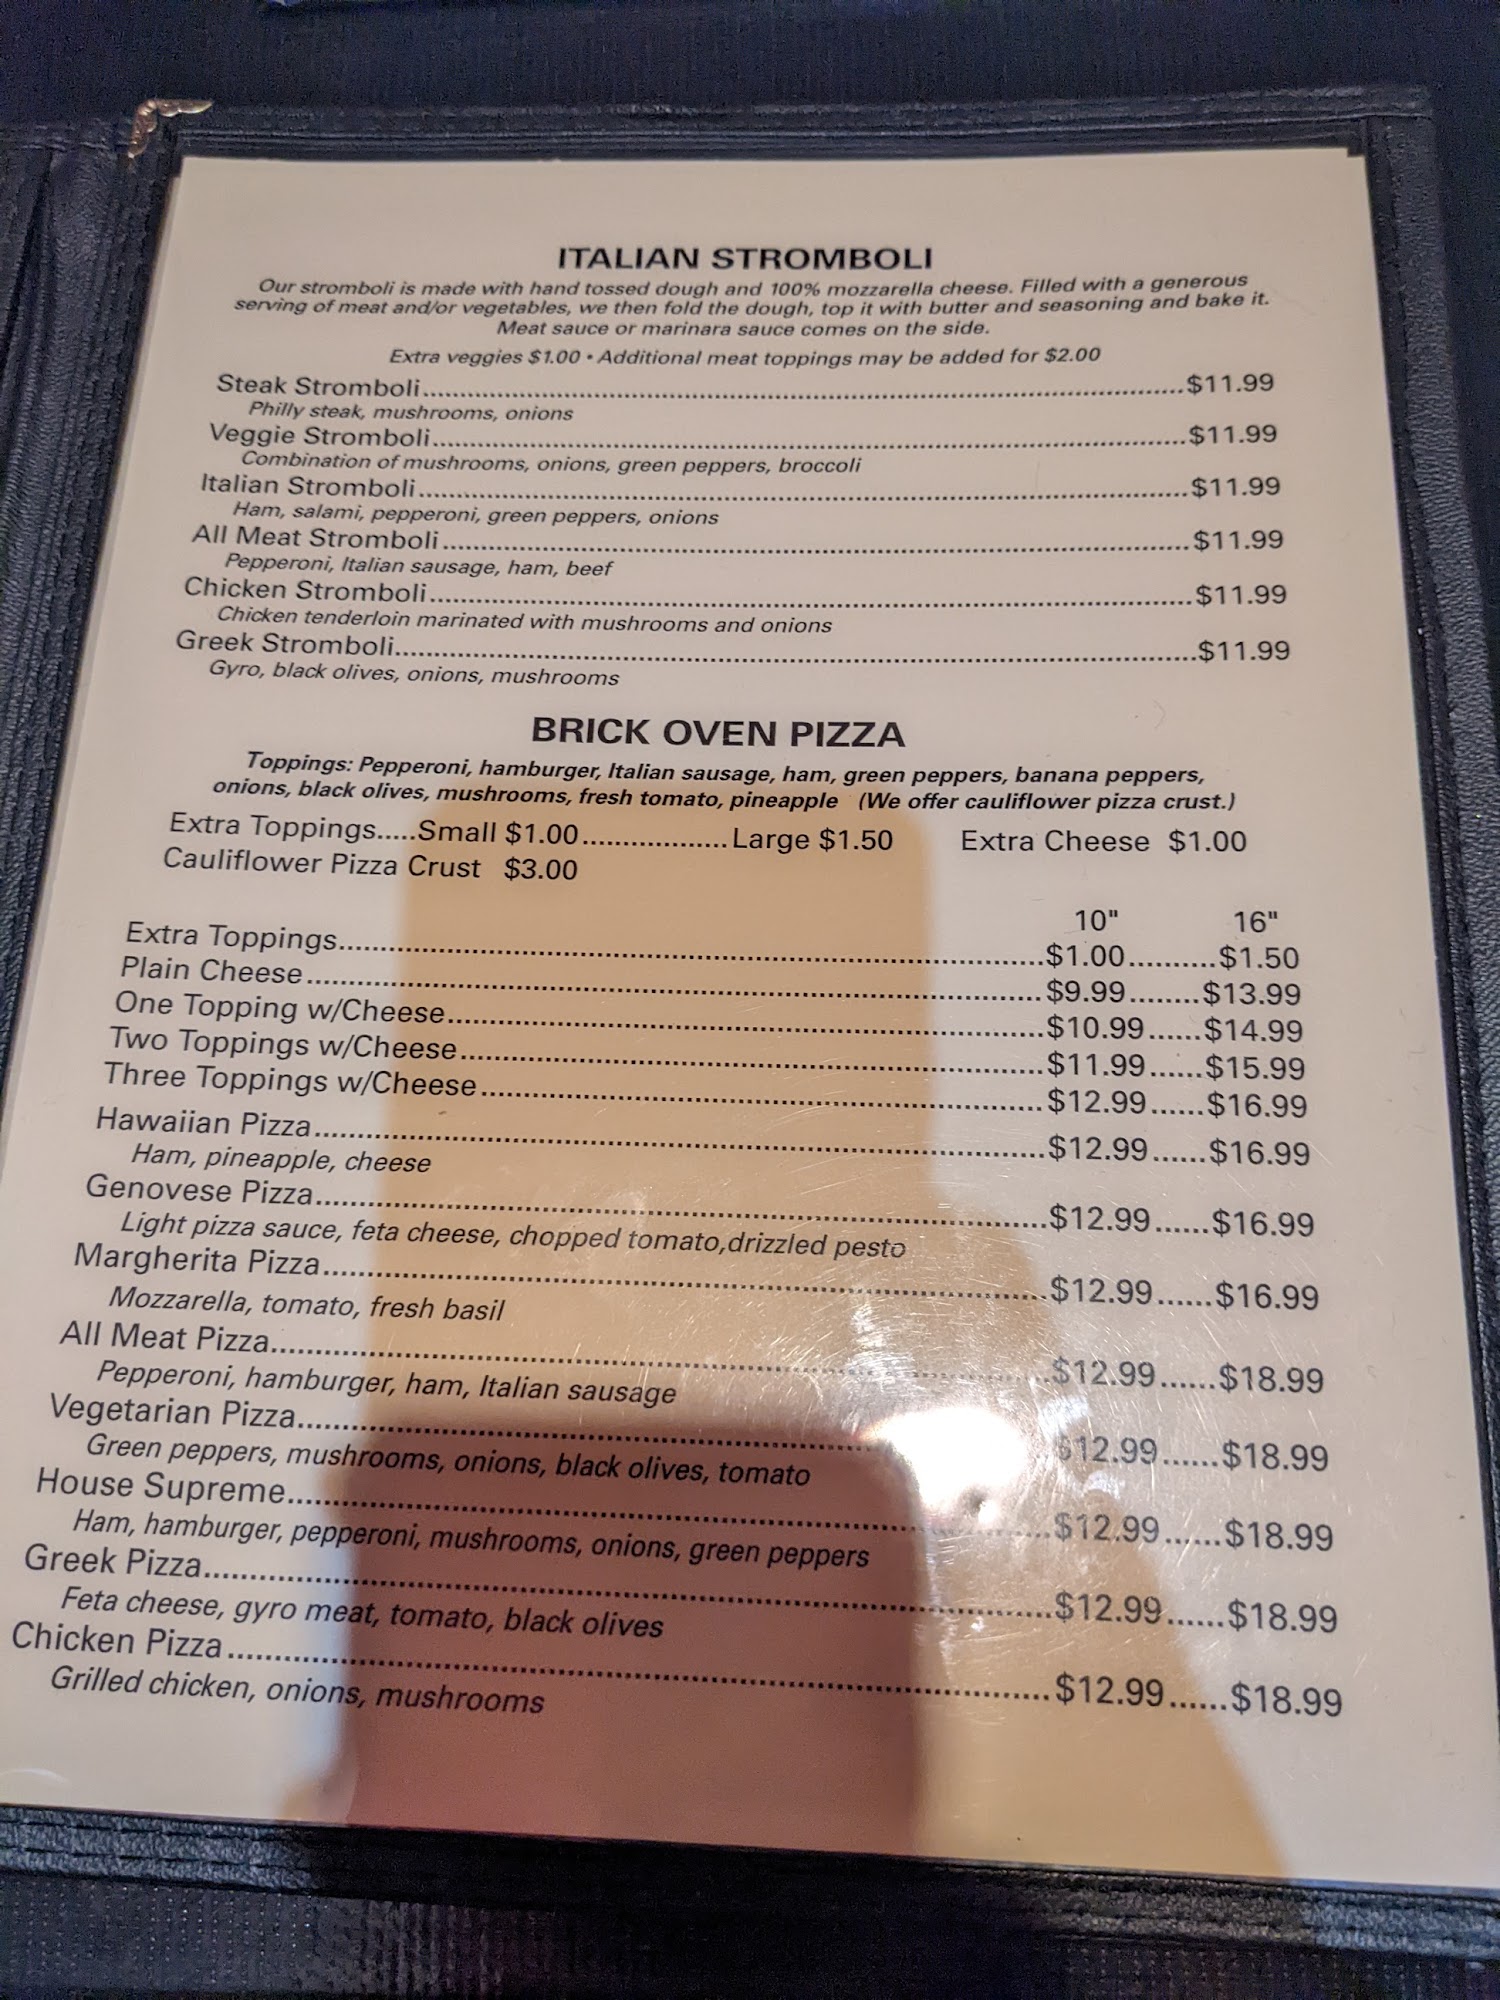 ITALIAN STROMBOLI
Our stromboli is made with hand tossed dough and 100% mozzarella cheese. Filled with a generous
serving of meat and/or vegetables, we then fold the dough, top it with butter and seasoning and bake it.
Meat sauce or marinara sauce comes on the side.
Extra veggies $1.00 • Additional meat toppings may be added for $2.00
Steak Stromboli $11.99
Philly steak, mushrooms, onions
Veggie Stromboli $11.99
Combination of mushrooms, onions, green peppers, broccoli
Italian Stromboli $11.99
Ham, salami, pepperoni, green peppers, onions
All Meat Stromboli $11.99
Pepperoni, Italian sausage, ham, beef
Chicken Stromboli $11.99
Chicken tenderloin marinated with mushrooms and onions
Greek Stromboli $11.99
Gyro, black olives, onions, mushrooms
BRICK OVEN PIZZA
Toppings: Pepperoni, hamburger, Italian sausage, ham, green peppers, banana peppers,
onions, black olives, mushrooms, fresh tomato, pineapple (We offer cauliflower pizza crust.)
Extra Toppings.....Small $1.00...................Large $1.50 Extra Cheese $1.00
Cauliflower Pizza Crust $3.00
10" 16"
Extra Toppings $1.00 $1.50
Plain Cheese $9.99 $13.99
One Topping w/Cheese $10.99 $14.99
Two Toppings w/Cheese $11.99 $15.99
Three Toppings w/Cheese $12.99 $16.99
Hawaiian Pizza $12.99 $16.99
Ham, pineapple, cheese
Genovese Pizza $12.99 $16.99
Light pizza sauce, feta cheese, chopped tomato,drizzled pesto
Margherita Pizza $12.99 $16.99
Mozzarella, tomato, fresh basil
All Meat Pizza $12.99 $18.99
Pepperoni, hamburger, ham, Italian sausage
Vegetarian Pizza $12.99 $18.99
Green peppers, mushrooms, onions, black olives, tomato
House Supreme $12.99 $18.99
Ham, hamburger, pepperoni, mushrooms, onions, green peppers
Greek Pizza $12.99 $18.99
Feta cheese, gyro meat, tomato, black olives
Chicken Pizza $12.99 $18.99
Grilled chicken, onions, mushrooms